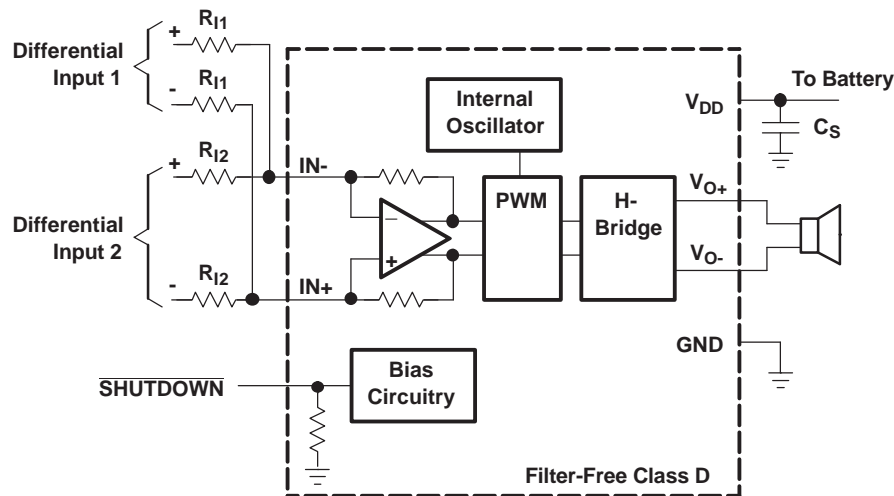 Differential
Input 1
+
R_I1
-
R_I1
Differential
Input 2
+
R_I2
-
R_I2
IN-
IN+
−
+
Internal
Oscillator
PWM
H-
Bridge
V_DD
To Battery
C_S
V_O+
V_O-
GND
SHUTDOWN
Bias
Circuitry
Filter-Free Class D